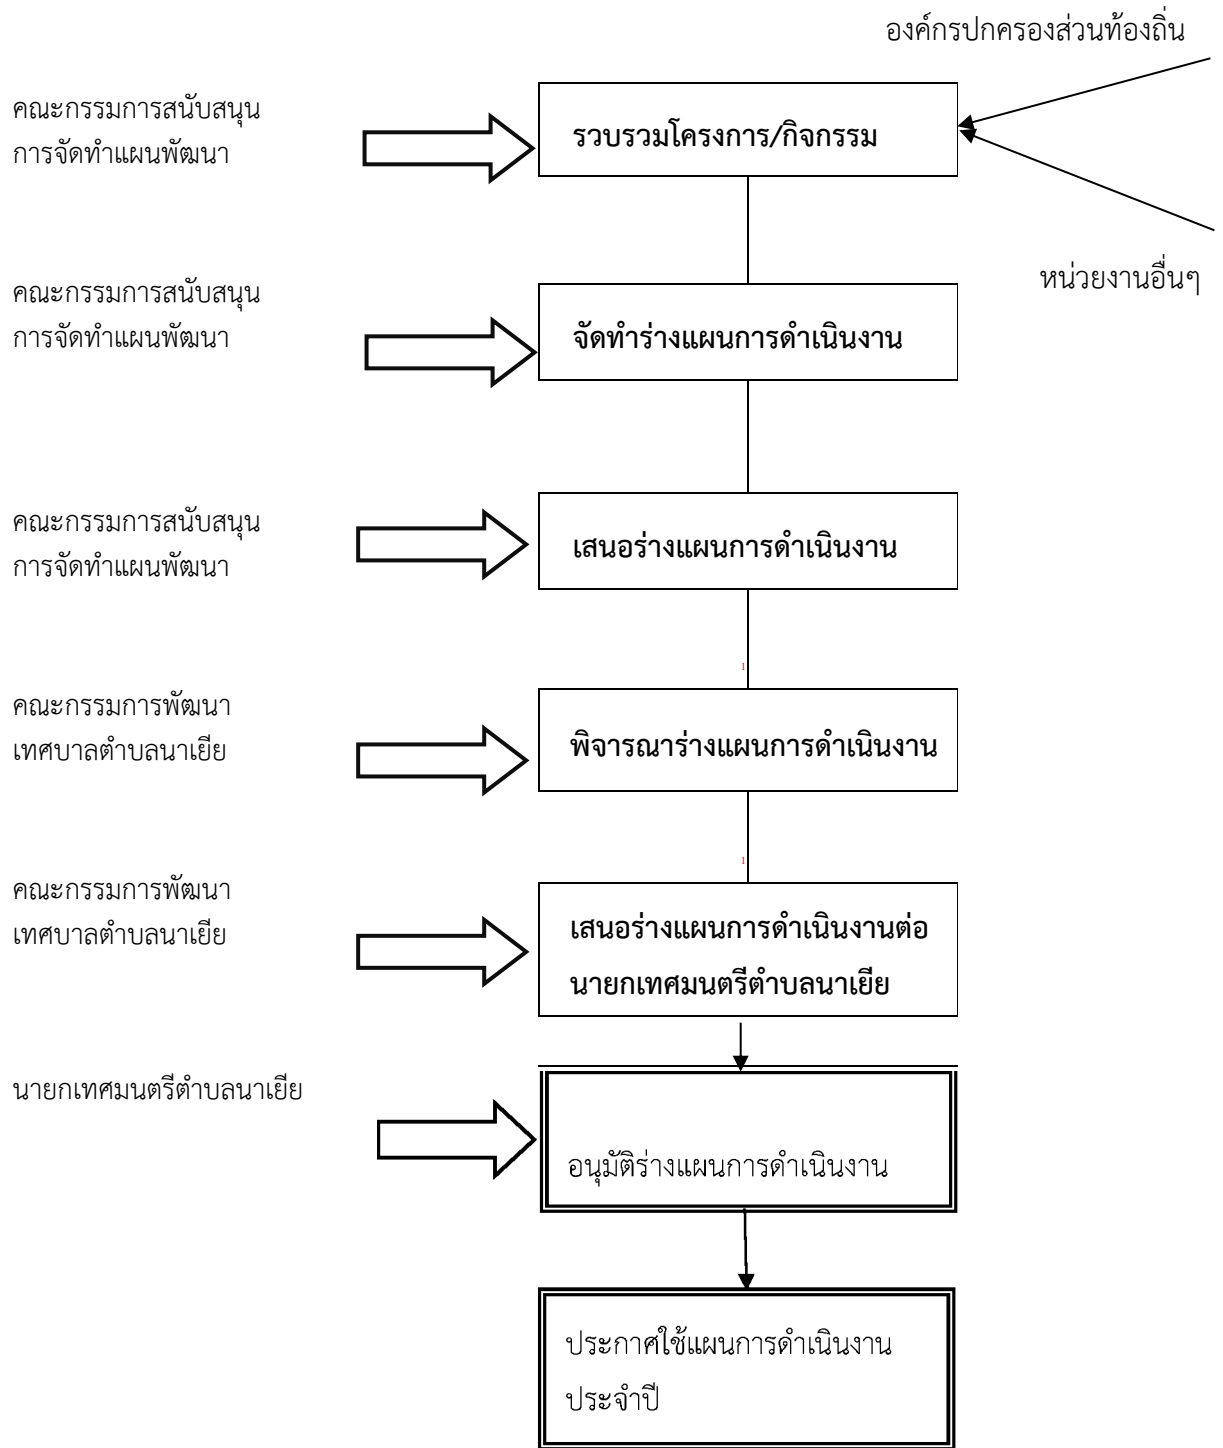 องค์กรปกครองส่วนท้องถิ่น
คณะกรรมการสนับสนุน
การจัดทำแผนพัฒนา
รวบรวมโครงการ/กิจกรรม
หน่วยงานอื่นๆ
คณะกรรมการสนับสนุน
การจัดทำแผนพัฒนา
จัดทำร่างแผนการดำเนินงาน
คณะกรรมการสนับสนุน
การจัดทำแผนพัฒนา
เสนอร่างแผนการดำเนินงาน
1
คณะกรรมการพัฒนา
เทศบาลตำบลนาเยีย
พิจารณาร่างแผนการดำเนินงาน
1
คณะกรรมการพัฒนา
เทศบาลตำบลนาเยีย
เสนอร่างแผนการดำเนินงานต่อ
นายกเทศมนตรีตำบลนาเยีย
นายกเทศมนตรีตำบลนาเยีย
อนุมัติร่างแผนการดำเนินงาน
ประกาศใช้แผนการดำเนินงาน
ประจำปี